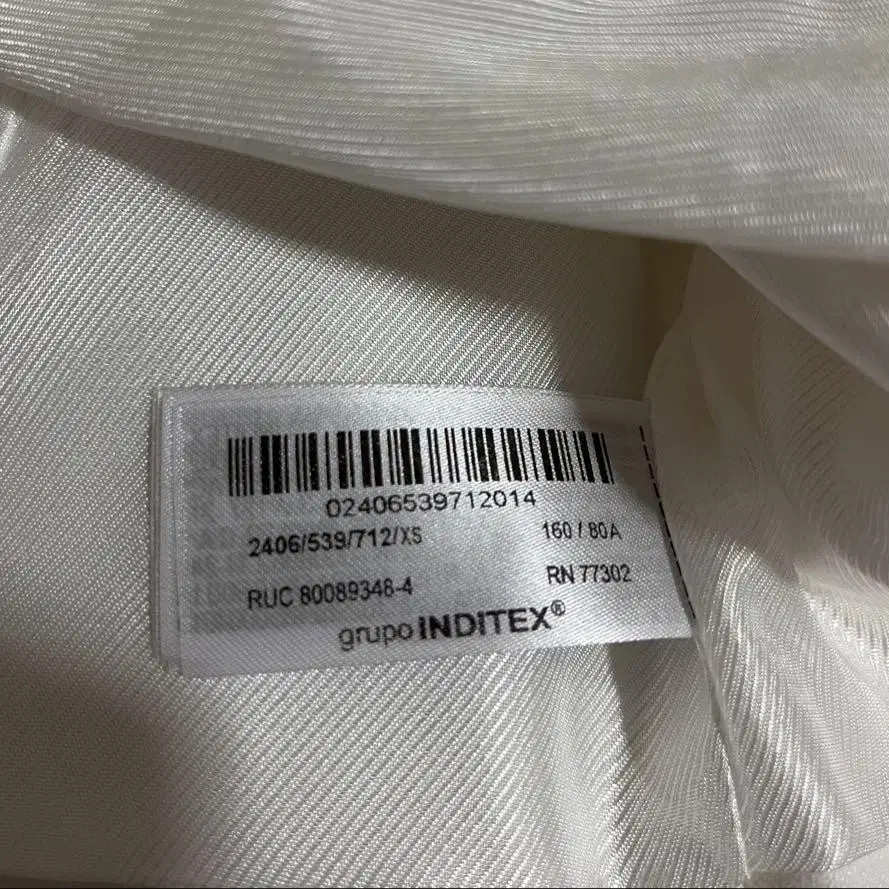 02406539712014
2406/539/712/XS 160 / 80A
RUC 80089348-4 RN 77302
grupo INDITEX®